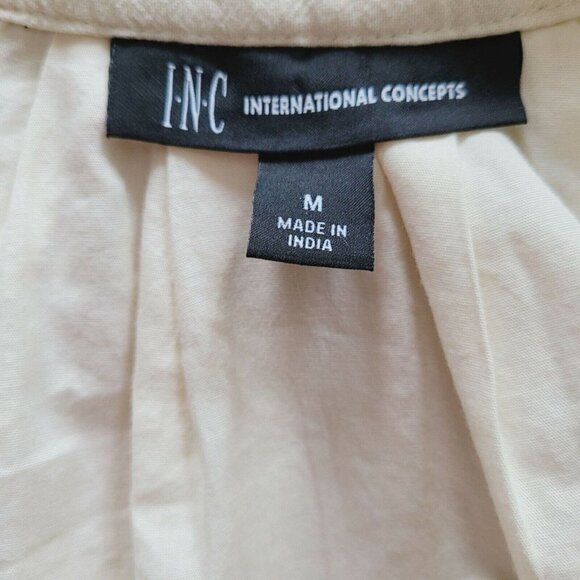 I·N·C INTERNATIONAL CONCEPTS
M
MADE IN
INDIA